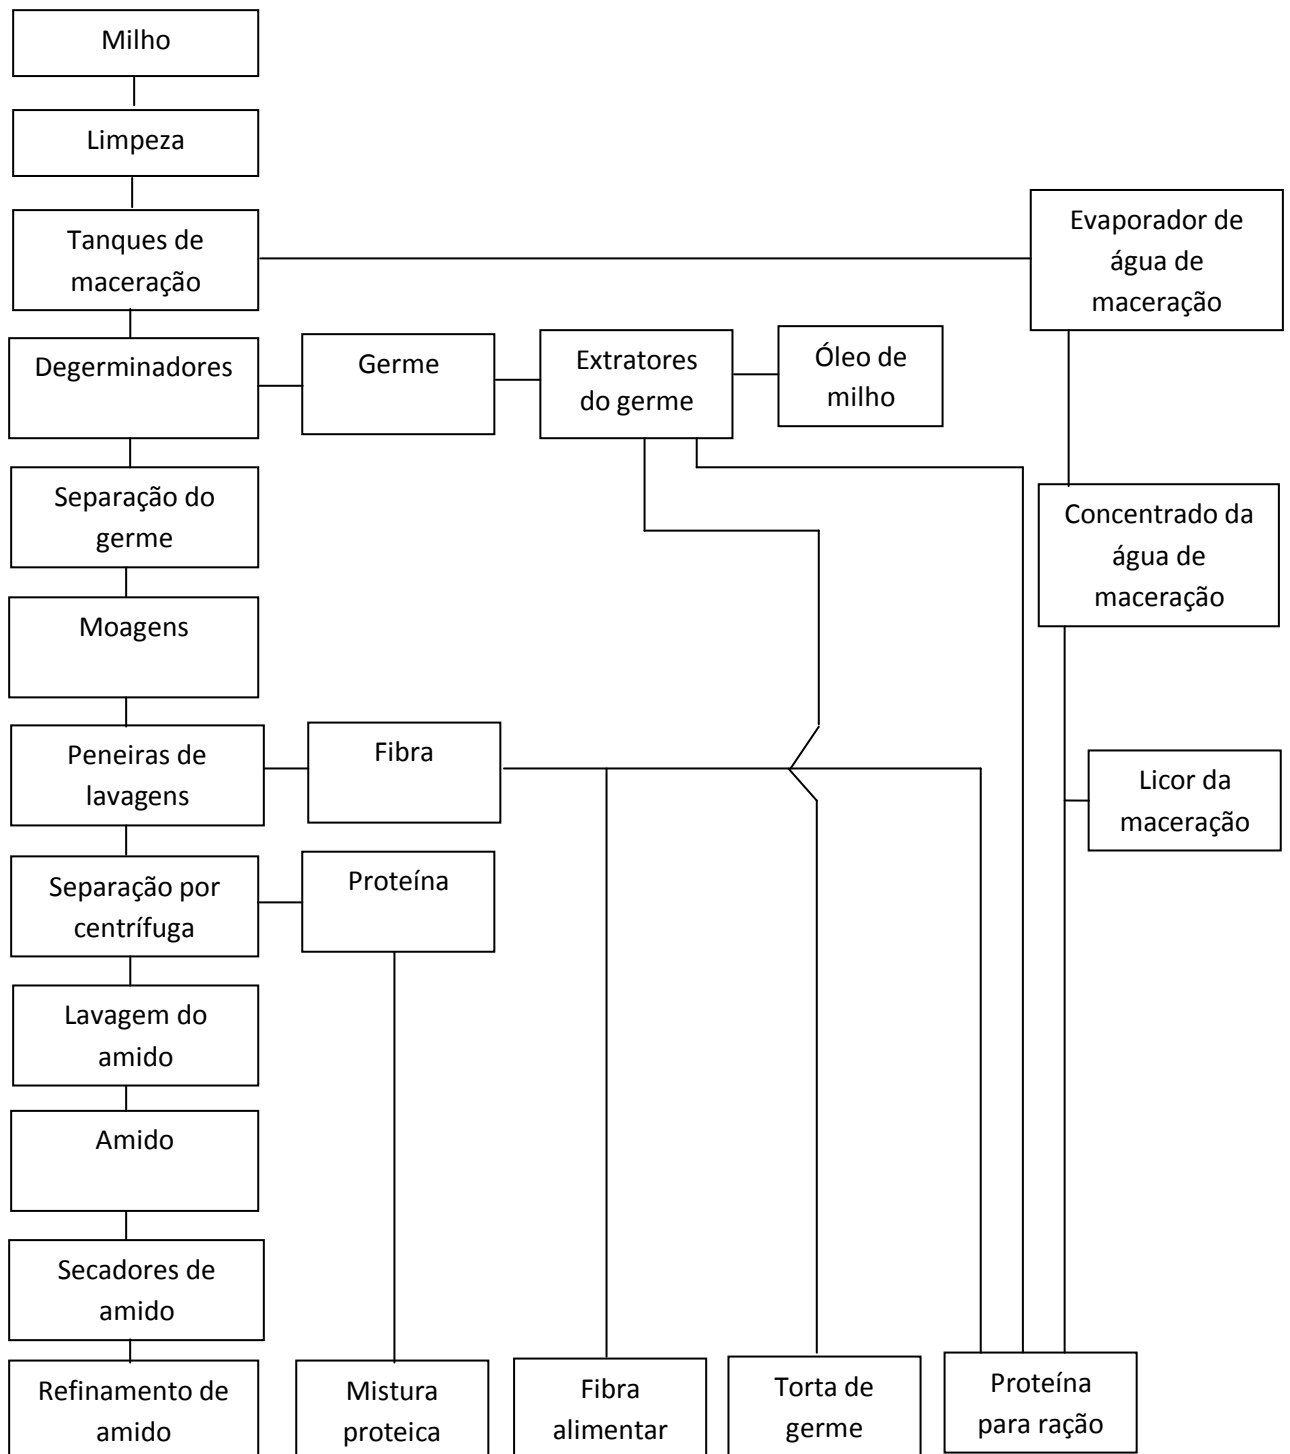 Milho
Limpeza
Tanques de
maceração
Evaporador de
água de
maceração
Degerminadores
Germe
Extratores
do germe
Óleo de
milho
Separação do
germe
Concentrado da
água de
maceração
Moagens
Peneiras de
lavagens
Fibra
Licor da
maceração
Separação por
centrífuga
Proteína
Lavagem do
amido
Amido
Secadores de
amido
Refinamento de
amido
Mistura
proteica
Fibra
alimentar
Torta de
germe
Proteína
para ração